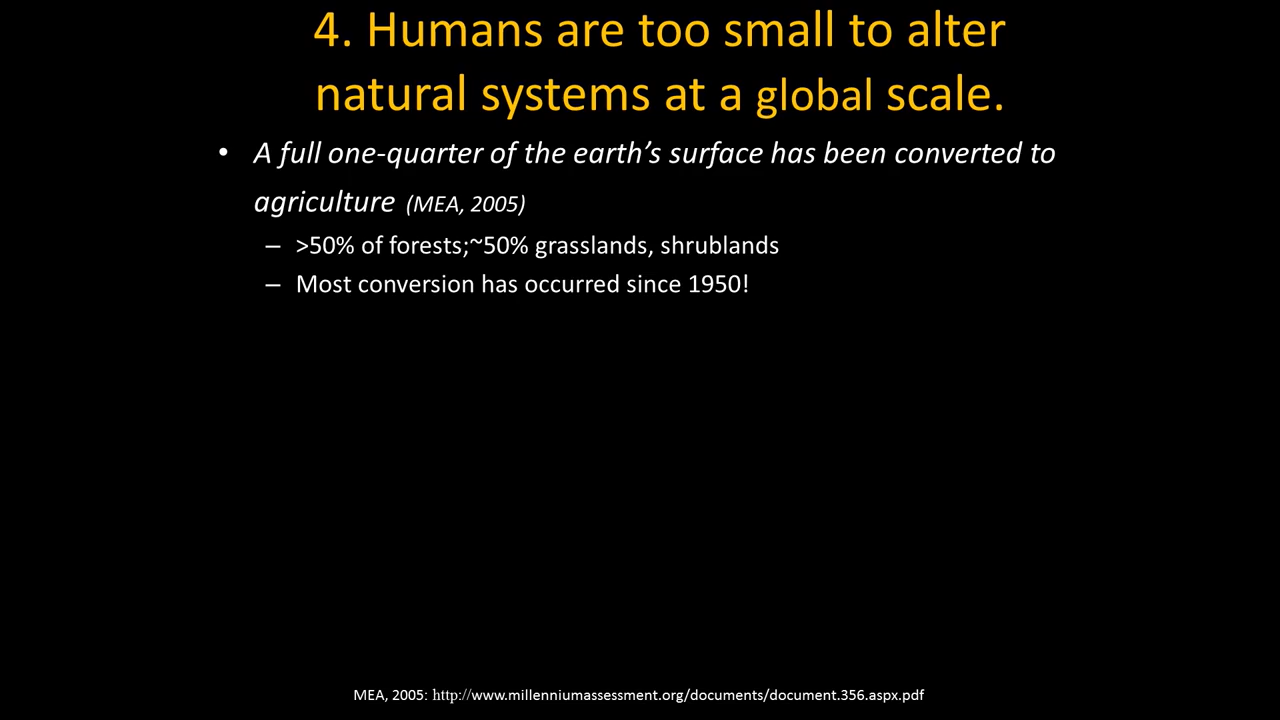 4. Humans are too small to alter
natural systems at a global scale.
• A full one-quarter of the earth’s surface has been converted to
agriculture (MEA, 2005)
– >50% of forests;~50% grasslands, shrublands
– Most conversion has occurred since 1950!
MEA, 2005: http://www.millenniumassessment.org/documents/document.356.aspx.pdf